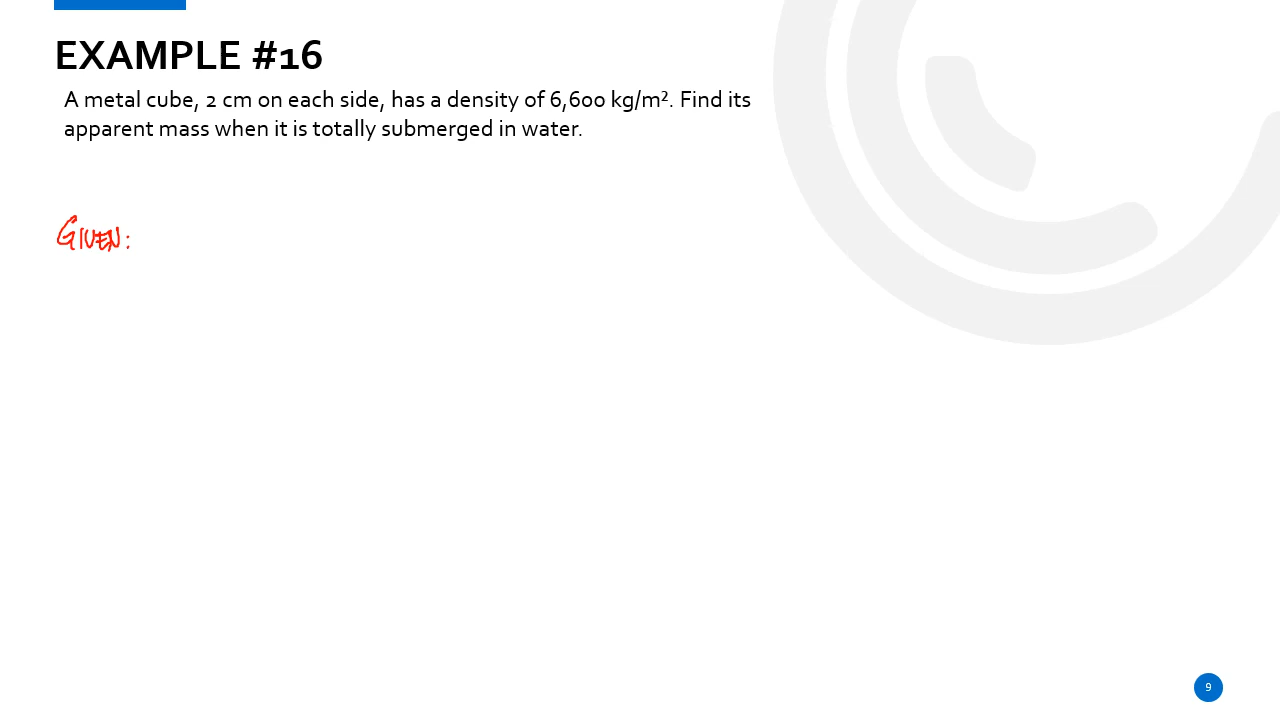 EXAMPLE #16
A metal cube, 2 cm on each side, has a density of 6,600 kg/m². Find its
apparent mass when it is totally submerged in water.
GIVEN:
9